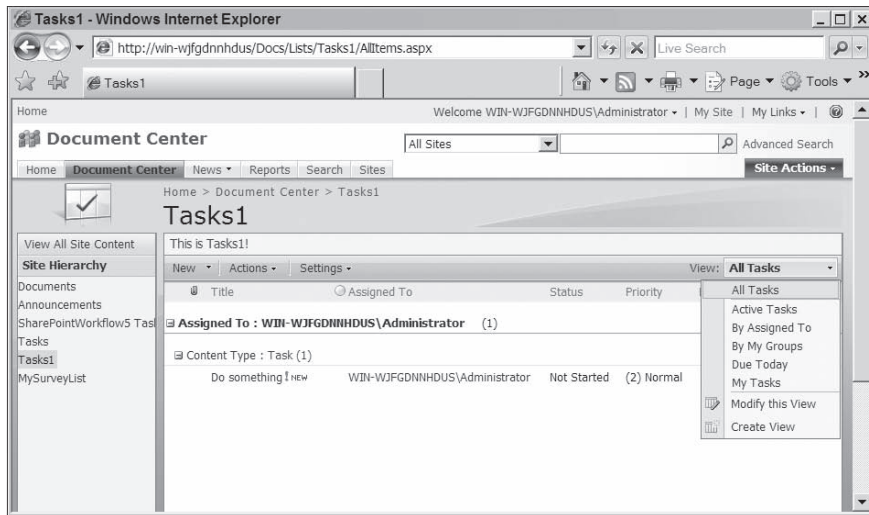 Tasks1 - Windows Internet Explorer
http://win-wjfgdnnhdus/Docs/Lists/Tasks1/AllItems.aspx
Live Search
Tasks1
Page
Tools
Home
Welcome WIN-WJFGDNNHDUS\Administrator
My Site
My Links
Document Center
All Sites
Advanced Search
Home
Document Center
News
Reports
Search
Sites
Site Actions
Home > Document Center > Tasks1
Tasks1
View All Site Content
This is Tasks1!
Site Hierarchy
New
Actions
Settings
View: All Tasks
Documents
Announcements
SharePointWorkflow5 Tasl
Tasks
Tasks1
MySurveyList
Title
Assigned To
Status
Priority
Assigned To : WIN-WJFGDNNHDUS\Administrator (1)
Content Type : Task (1)
Do something ! NEW
WIN-WJFGDNNHDUS\Administrator
Not Started
(2) Normal
All Tasks
Active Tasks
By Assigned To
By My Groups
Due Today
My Tasks
Modify this View
Create View